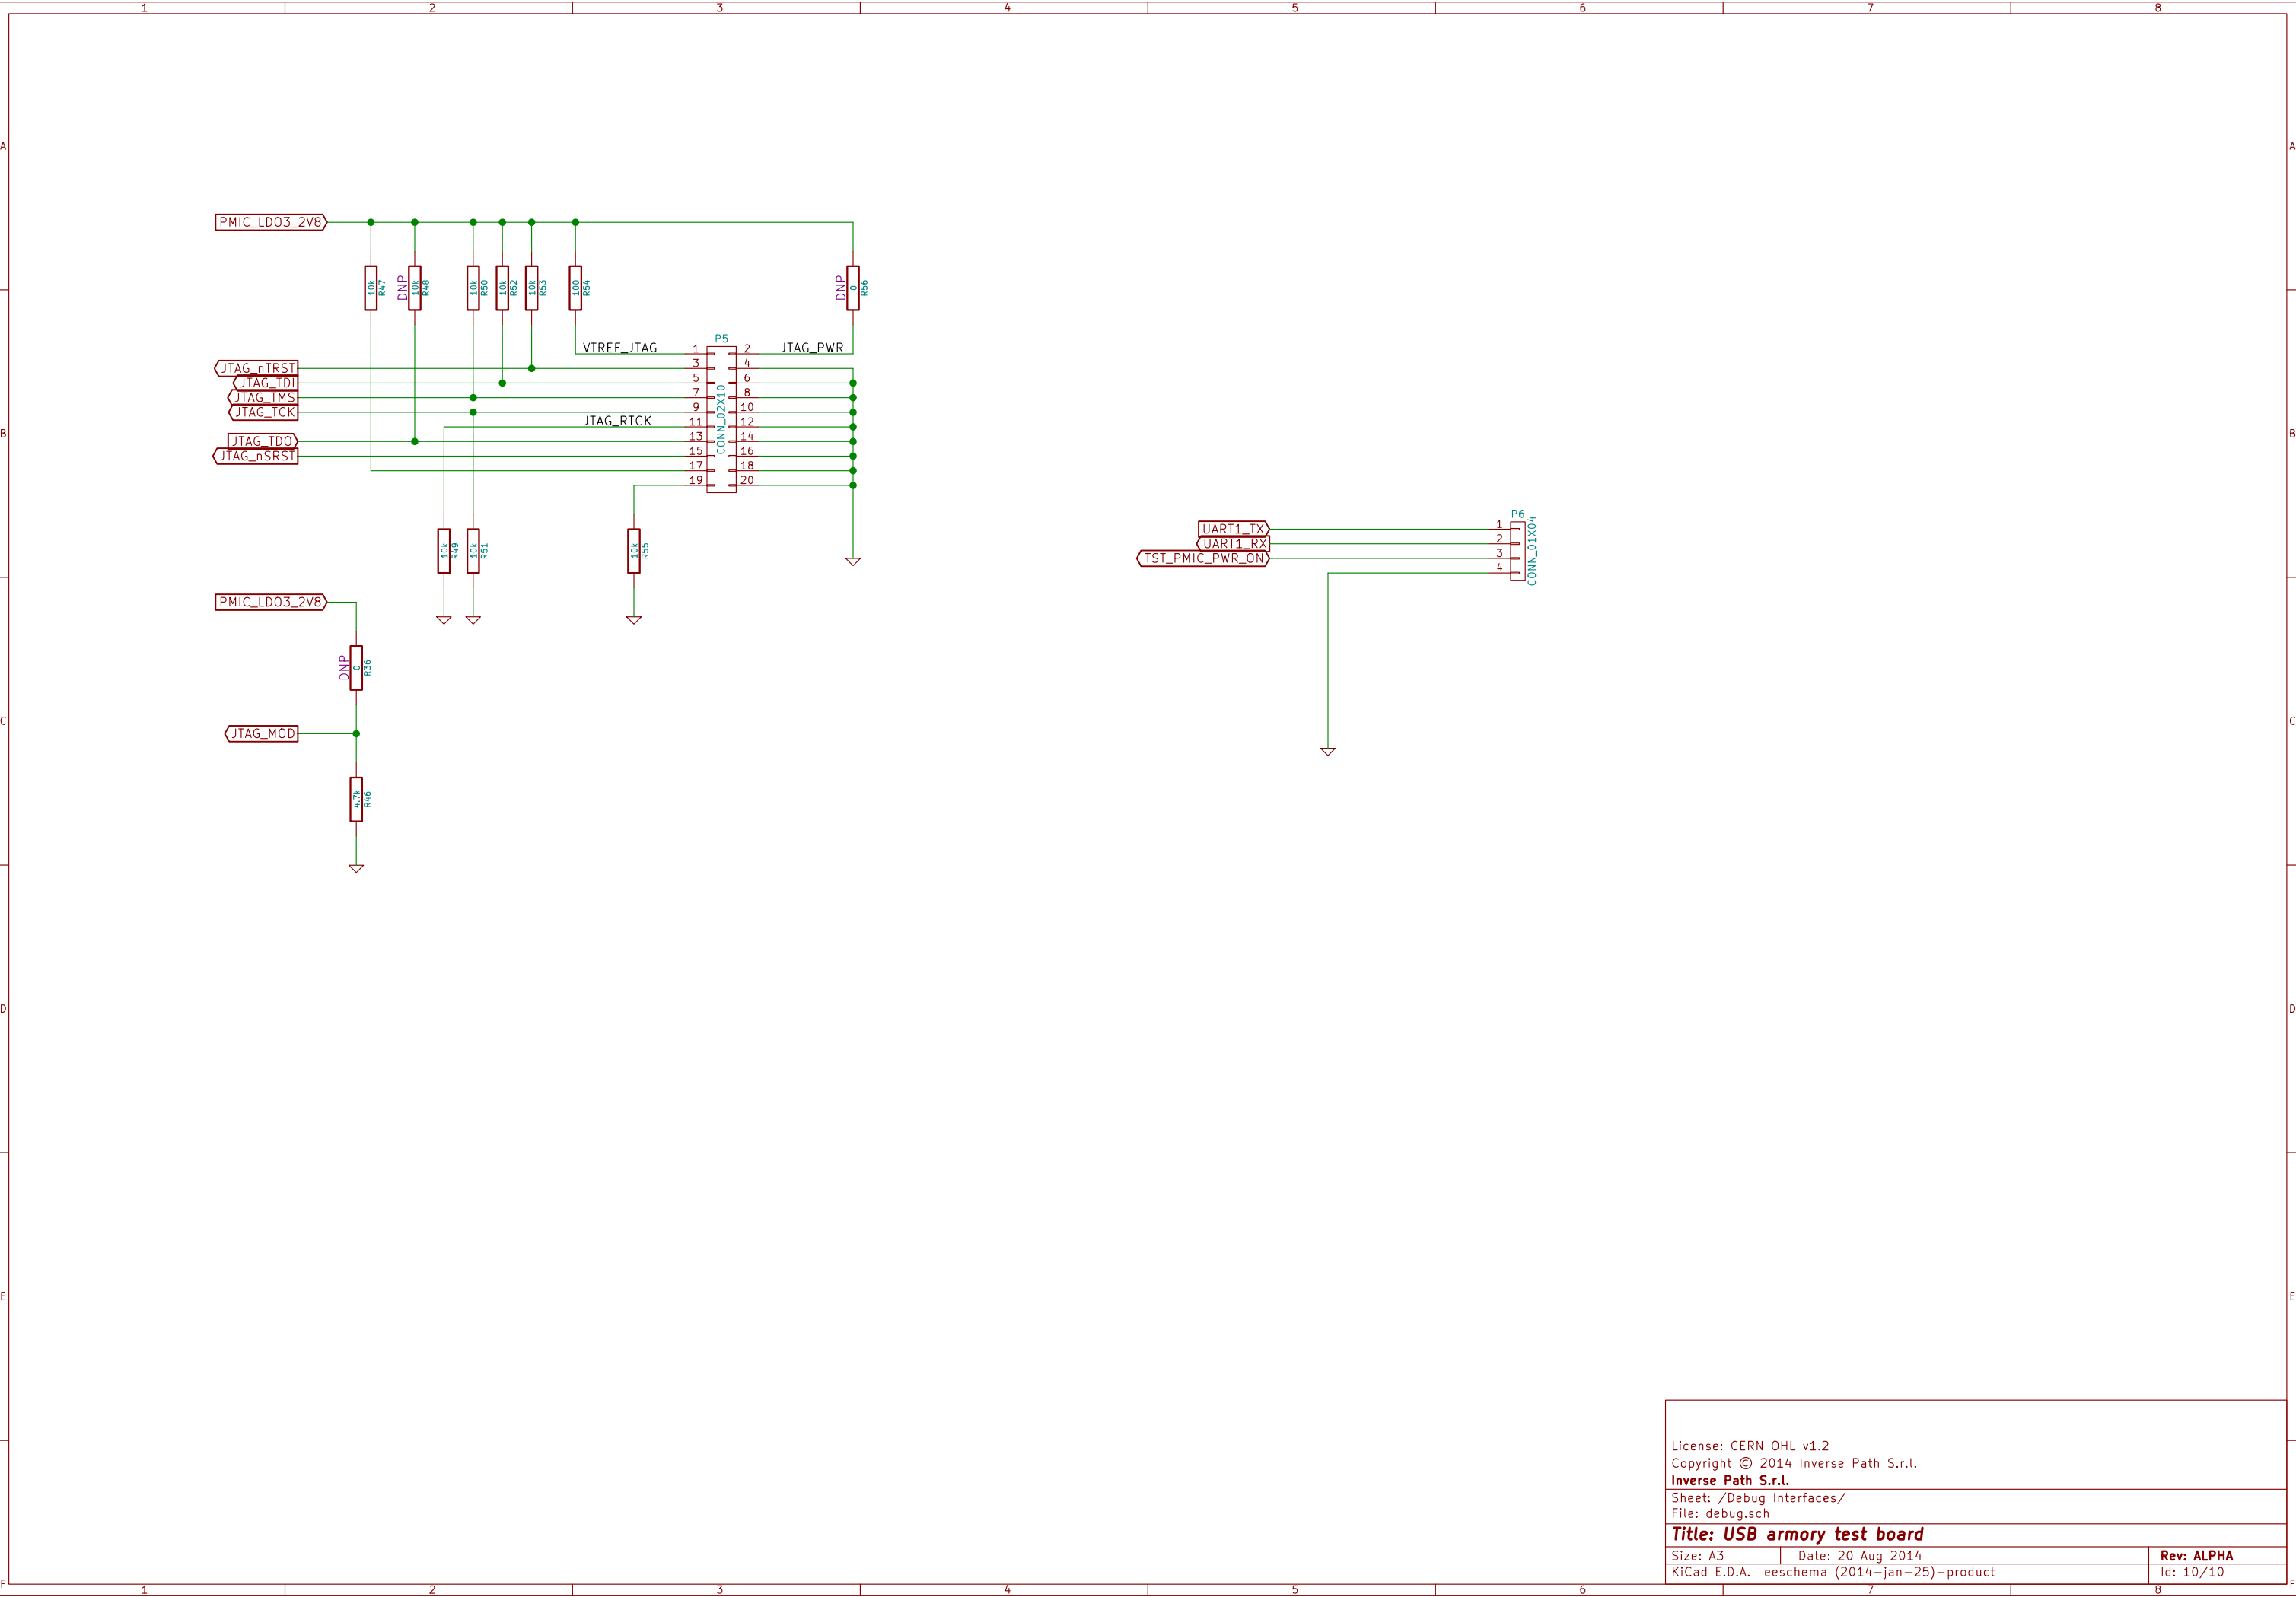 1 2 3 4 5 6 7 8
A A
PMIC_LDO3_2V8
10k R47
DNP 10k R48
10k R50
10k R52
10k R53
100 R54
DNP 0 R56
B B
P5
VTREF_JTAG 1 2 JTAG_PWR
JTAG_nTRST 3 4
JTAG_TDI 5 6
JTAG_TMS 7 8
JTAG_TCK 9 10
JTAG_RTCK 11 12
JTAG_TDO 13 14
JTAG_nSRST 15 16
17 18
19 20
CONN_02X10
10k R49
10k R51
10k R55
P6
UART1_TX 1
UART1_RX 2
TST_PMIC_PWR_ON 3
4
CONN_01X04
PMIC_LDO3_2V8
DNP 0 R36
C C
JTAG_MOD
4.7k R46
D D
E E
License: CERN OHL v1.2
Copyright © 2014 Inverse Path S.r.l.
Inverse Path S.r.l.
Sheet: /Debug Interfaces/
File: debug.sch
Title: USB armory test board
Size: A3 Date: 20 Aug 2014 Rev: ALPHA
KiCad E.D.A. eeschema (2014-jan-25)-product Id: 10/10
F F
1 2 3 4 5 6 7 8